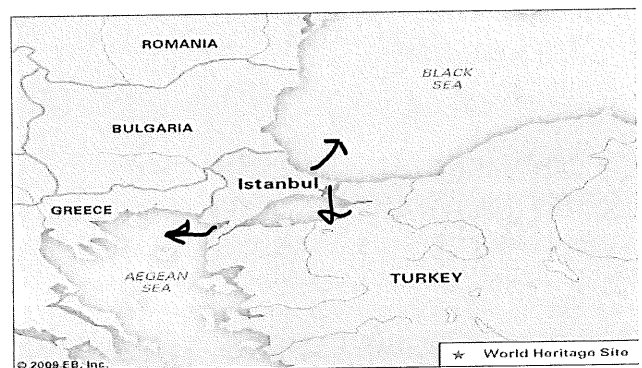 ROMANIA
BLACK
SEA
BULGARIA
Istanbul
GREECE
AEGEAN
SEA
TURKEY
★ World Heritage Site
© 2009 EB, Inc.